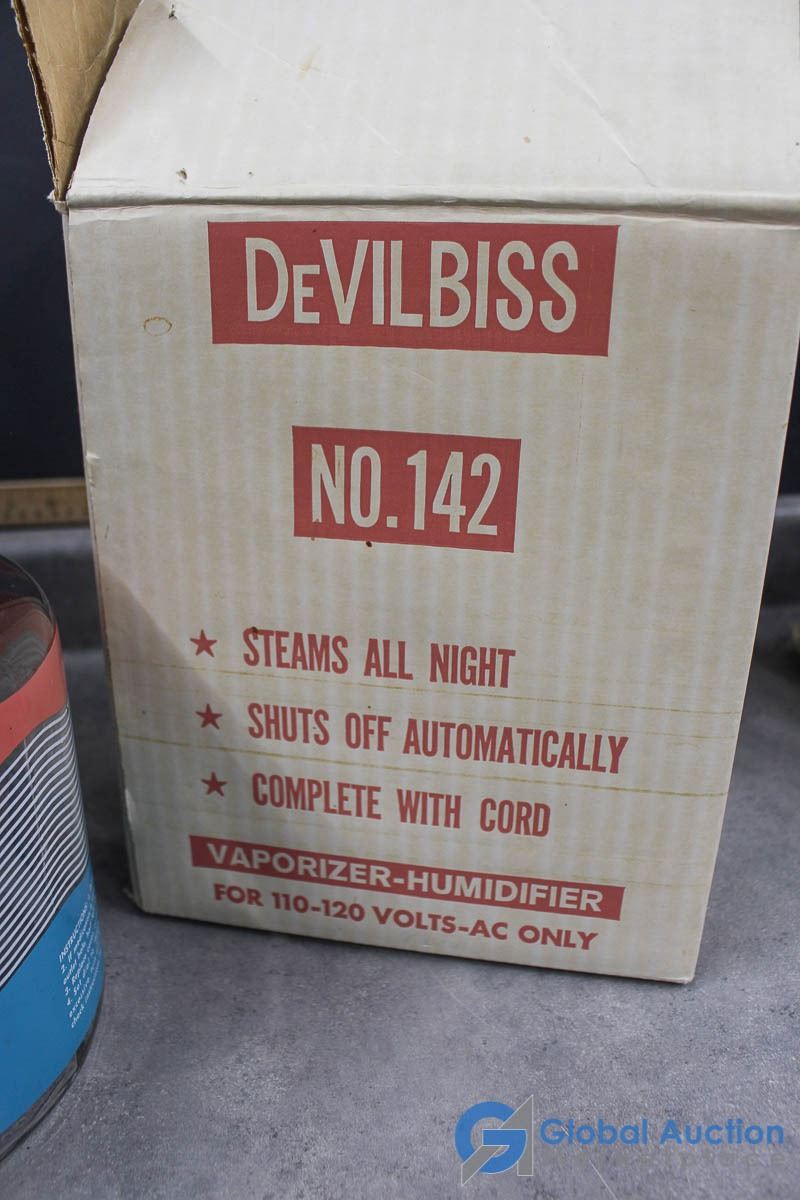 DEVILBISS
NO.142
★ STEAMS ALL NIGHT
★ SHUTS OFF AUTOMATICALLY
★ COMPLETE WITH CORD
VAPORIZER-HUMIDIFIER
FOR 110-120 VOLTS-AC ONLY
INSTRUCTIONS
Global Auction